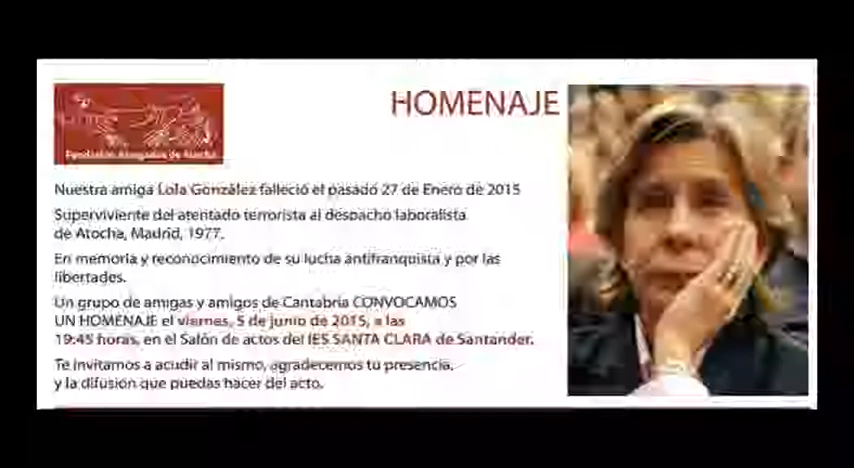 HOMENAJE
Fundación Abogados de Atocha
Nuestra amiga Lola González falleció el pasado 27 de Enero de 2015
Superviviente del atentado terrorista al despacho laboralista
de Atocha, Madrid, 1977.
En memoria y reconocimiento de su lucha antifranquista y por las
libertades.
Un grupo de amigas y amigos de Cantabria CONVOCAMOS
UN HOMENAJE el viernes, 5 de junio de 2015, a las
19:45 horas, en el Salón de actos del IES SANTA CLARA de Santander.
Te invitamos a acudir al mismo, agradecemos tu presencia,
y la difusión que puedas hacer del acto.